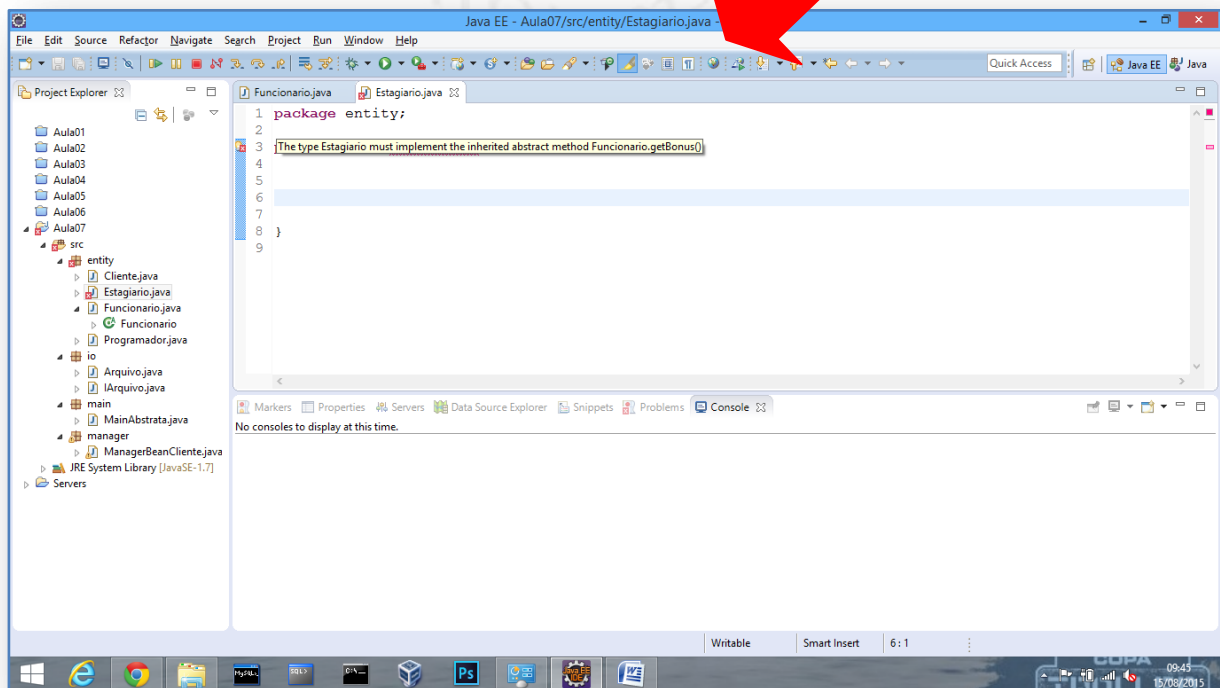 Java EE - Aula07/src/entity/Estagiario.java -
File Edit Source Refactor Navigate Search Project Run Window Help
Quick Access Java EE Java
Project Explorer
Funcionario.java Estagiario.java
Aula01
Aula02
Aula03
Aula04
Aula05
Aula06
Aula07
src
entity
Cliente.java
Estagiario.java
Funcionario.java
Funcionario
Programador.java
io
Arquivo.java
IArquivo.java
main
MainAbstrata.java
manager
ManagerBeanCliente.java
JRE System Library [JavaSE-1.7]
Servers
1 package entity;
2
3 The type Estagiario must implement the inherited abstract method Funcionario.getBonus()
4
5
6
7
8 }
9
Markers Properties Servers Data Source Explorer Snippets Problems Console
No consoles to display at this time.
Writable Smart Insert 6 : 1
Ps
COPA
09:45
15/08/2015